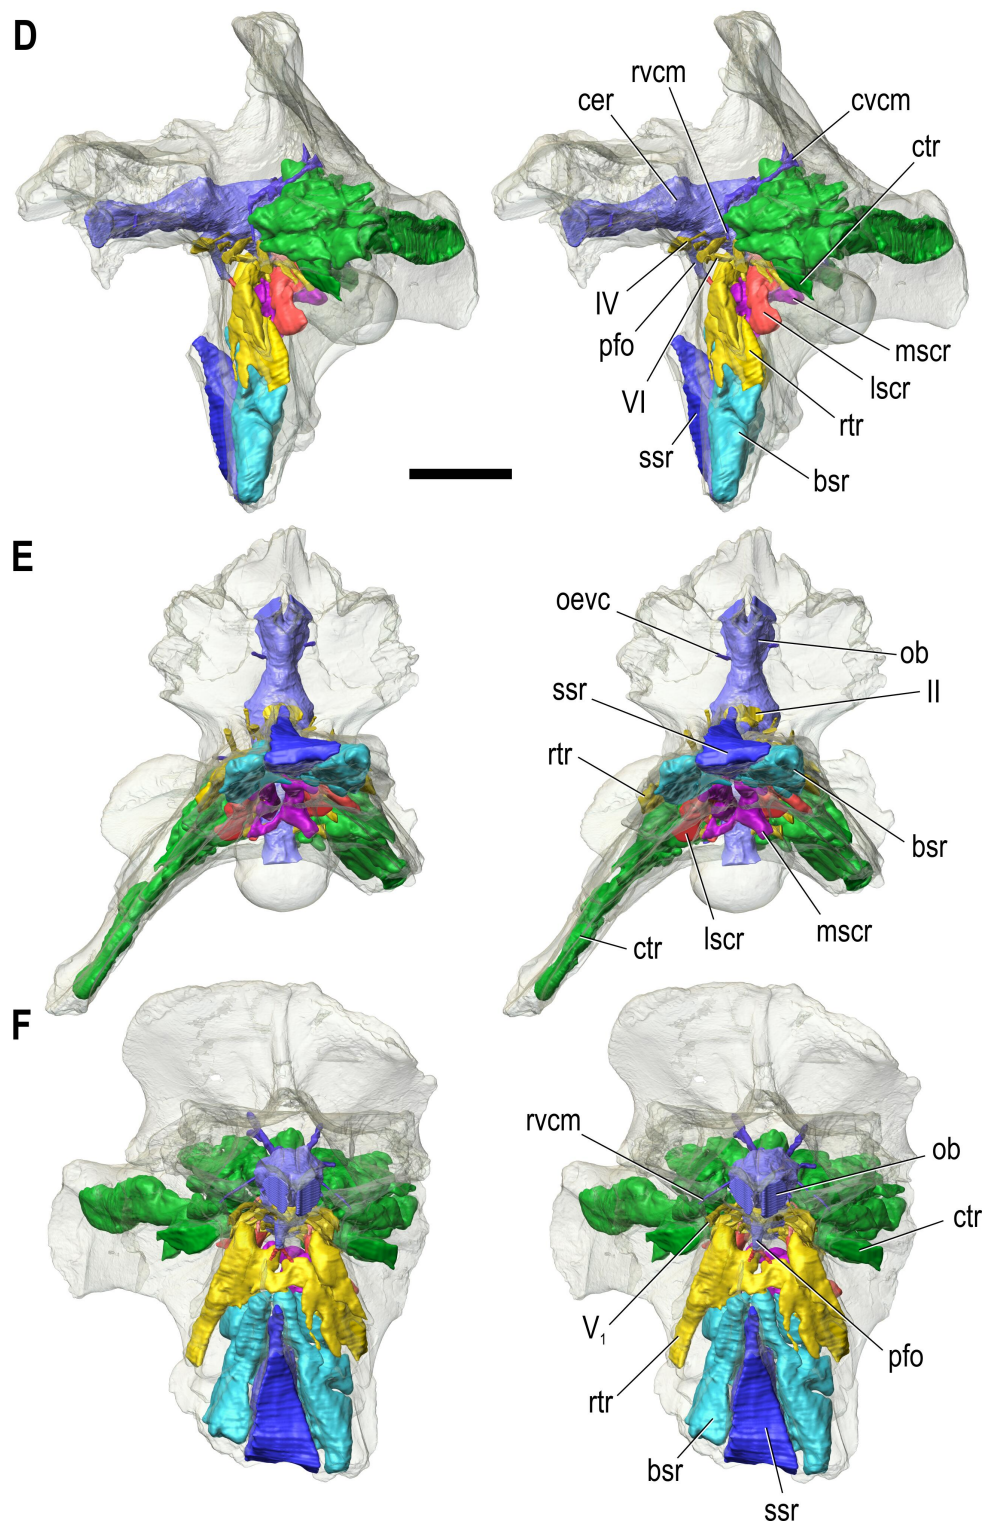 D
rvcm
cer
cvcm
ctr
IV
pfo
VI
mscr
lscr
rtr
ssr
bsr
E
oevc
ob
ssr
II
rtr
bsr
lscr
mscr
ctr
F
rvcm
ob
ctr
V1
pfo
rtr
bsr
ssr